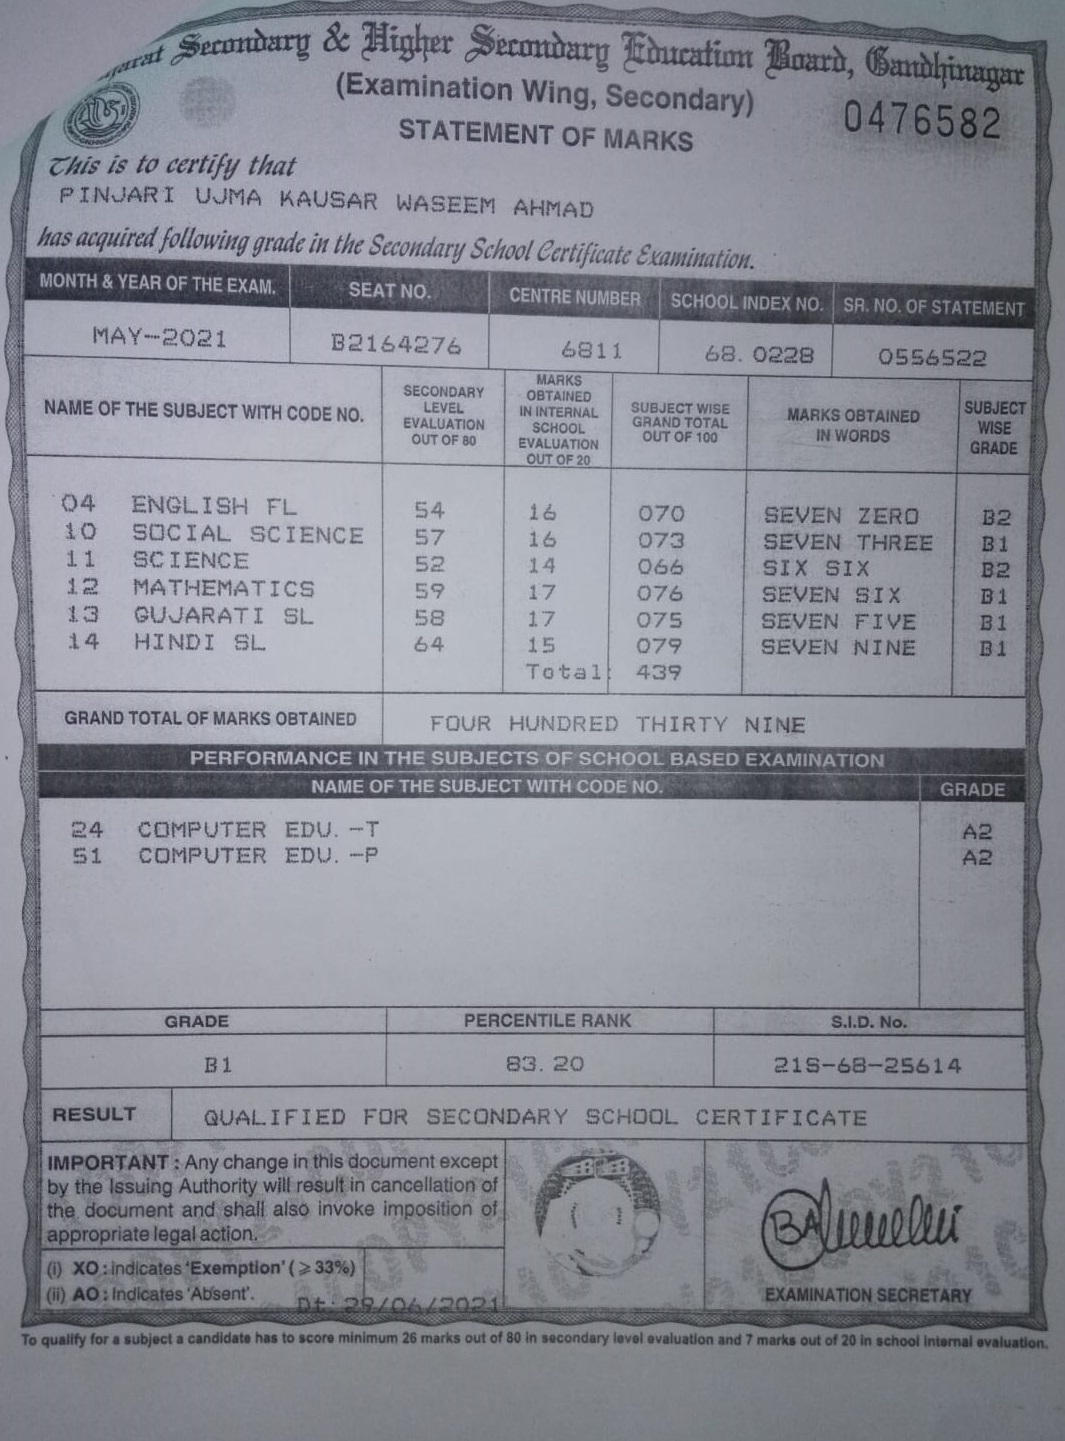 Secondary & Higher Secondary Education Board, Gandhinagar
(Examination Wing, Secondary)
0476582
STATEMENT OF MARKS
This is to certify that
PINJARI UJMA KAUSAR WASEEM AHMAD
has acquired following grade in the Secondary School Certificate Examination.
MONTH & YEAR OF THE EXAM. SEAT NO. CENTRE NUMBER SCHOOL INDEX NO. SR. NO. OF STATEMENT
MAY-2021 B2164276 6811 68.0228 0556522
NAME OF THE SUBJECT WITH CODE NO. SECONDARY LEVEL EVALUATION OUT OF 80 MARKS OBTAINED IN INTERNAL SCHOOL EVALUATION OUT OF 20 SUBJECT WISE GRAND TOTAL OUT OF 100 MARKS OBTAINED IN WORDS SUBJECT WISE GRADE
04 ENGLISH FL 54 16 070 SEVEN ZERO B2
10 SOCIAL SCIENCE 57 16 073 SEVEN THREE B1
11 SCIENCE 52 14 066 SIX SIX B2
12 MATHEMATICS 59 17 076 SEVEN SIX B1
13 GUJARATI SL 58 17 075 SEVEN FIVE B1
14 HINDI SL 64 15 079 SEVEN NINE B1
Total: 439
GRAND TOTAL OF MARKS OBTAINED FOUR HUNDRED THIRTY NINE
PERFORMANCE IN THE SUBJECTS OF SCHOOL BASED EXAMINATION
NAME OF THE SUBJECT WITH CODE NO. GRADE
24 COMPUTER EDU. -T A2
51 COMPUTER EDU. -P A2
GRADE PERCENTILE RANK S.I.D. No.
B1 83.20 21S-68-25614
RESULT QUALIFIED FOR SECONDARY SCHOOL CERTIFICATE
IMPORTANT : Any change in this document except
by the Issuing Authority will result in cancellation of
the document and shall also invoke imposition of
appropriate legal action.
(i) XO : Indicates 'Exemption' (≥33%)
(ii) AO : Indicates 'Absent'.
Dt: 29/06/2021
EXAMINATION SECRETARY
To qualify for a subject a candidate has to score minimum 26 marks out of 80 in secondary level evaluation and 7 marks out of 20 in school internal evaluation.